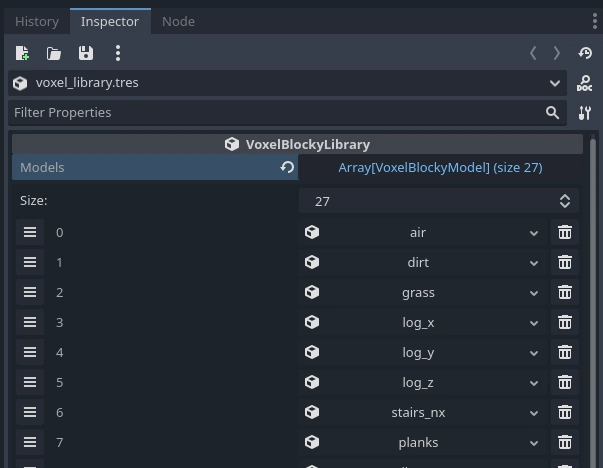 History Inspector Node
voxel_library.tres
DOC
Filter Properties
VoxelBlockyLibrary
Models Array[VoxelBlockyModel] (size 27)
Size: 27
0 air
1 dirt
2 grass
3 log_x
4 log_y
5 log_z
6 stairs_nx
7 planks